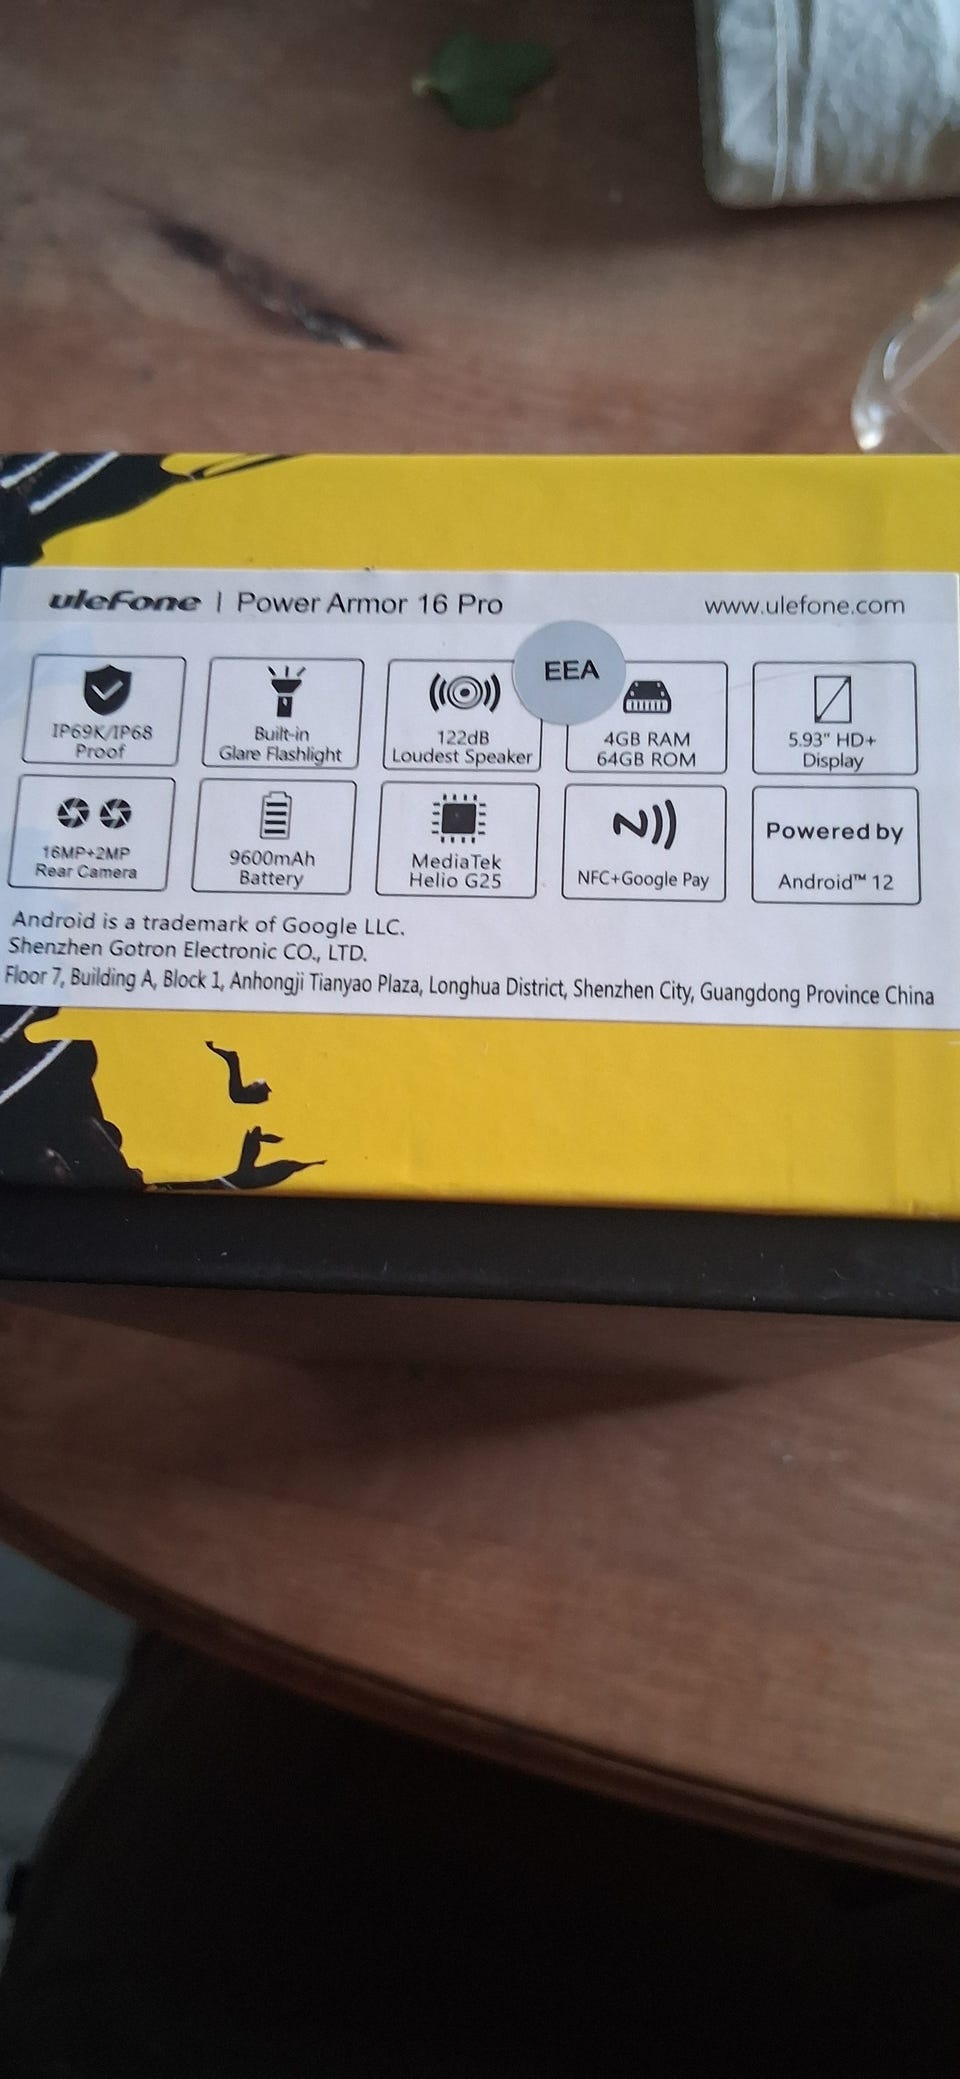 uleFone | Power Armor 16 Pro
www.ulefone.com
EEA
IP69K/IP68
Proof
Built-in
Glare Flashlight
122dB
Loudest Speaker
4GB RAM
64GB ROM
5.93" HD+
Display
16MP+2MP
Rear Camera
9600mAh
Battery
MediaTek
Helio G25
NFC+Google Pay
Powered by
Android™ 12
Android is a trademark of Google LLC.
Shenzhen Gotron Electronic CO., LTD.
Floor 7, Building A, Block 1, Anhongji Tianyao Plaza, Longhua District, Shenzhen City, Guangdong Province China